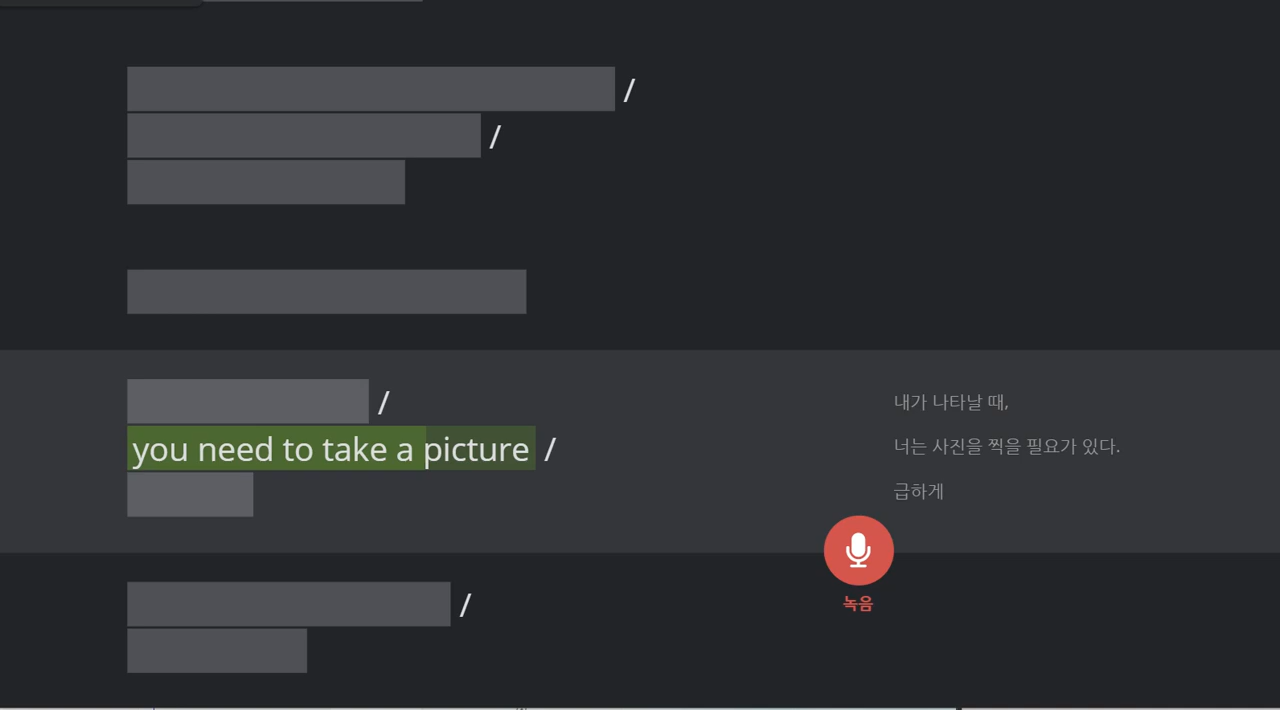 /
/
/
you need to take a picture /
내가 나타날 때,
너는 사진을 찍을 필요가 있다.
급하게
녹음
/